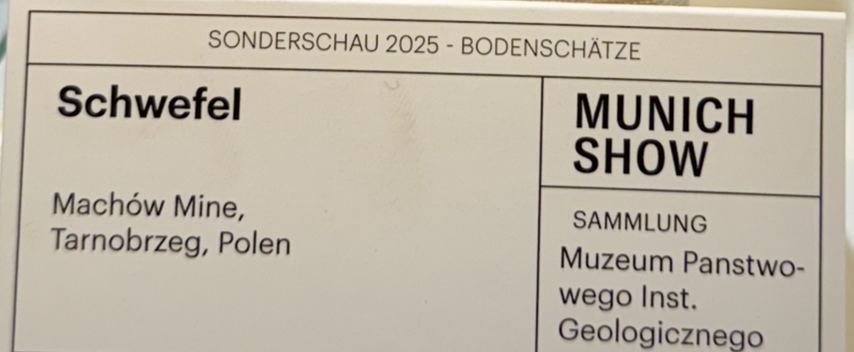 SONDERSCHAU 2025 - BODENSCHÄTZE
Schwefel
Machów Mine,
Tarnobrzeg, Polen
MUNICH
SHOW
SAMMLUNG
Muzeum Panstwo-
wego Inst.
Geologicznego